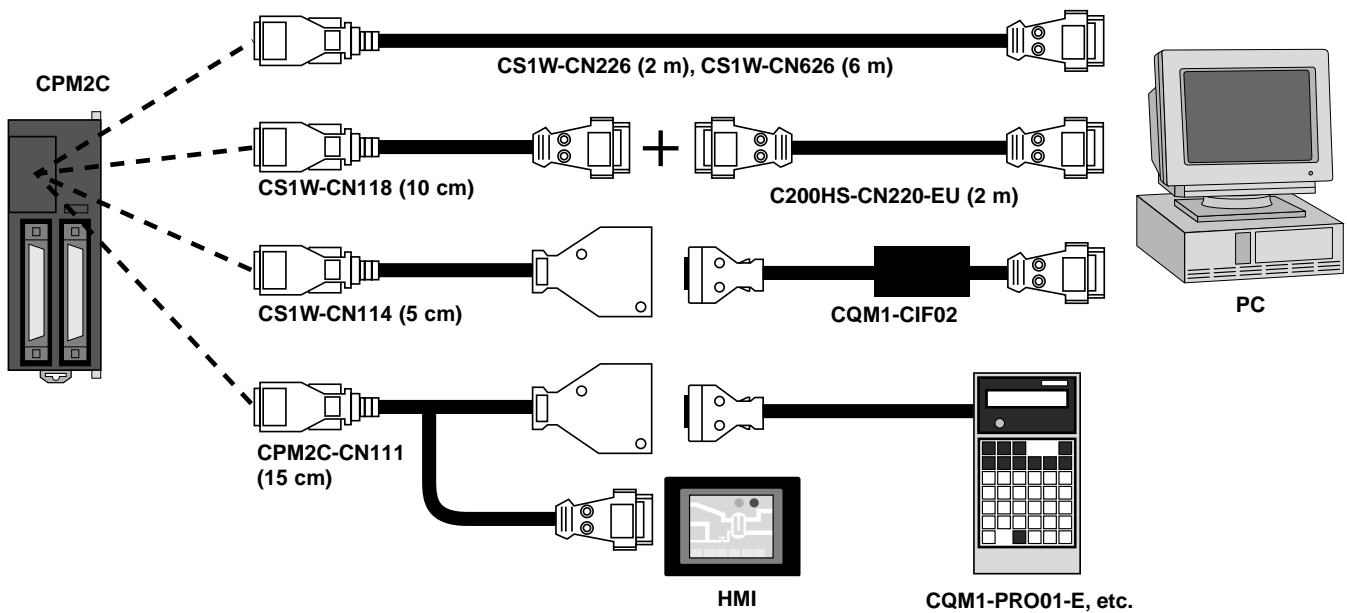 CS1W-CN226 (2 m), CS1W-CN626 (6 m)
CPM2C
CS1W-CN118 (10 cm)
C200HS-CN220-EU (2 m)
CS1W-CN114 (5 cm)
CQM1-CIF02
PC
CPM2C-CN111
(15 cm)
HMI
CQM1-PRO01-E, etc.